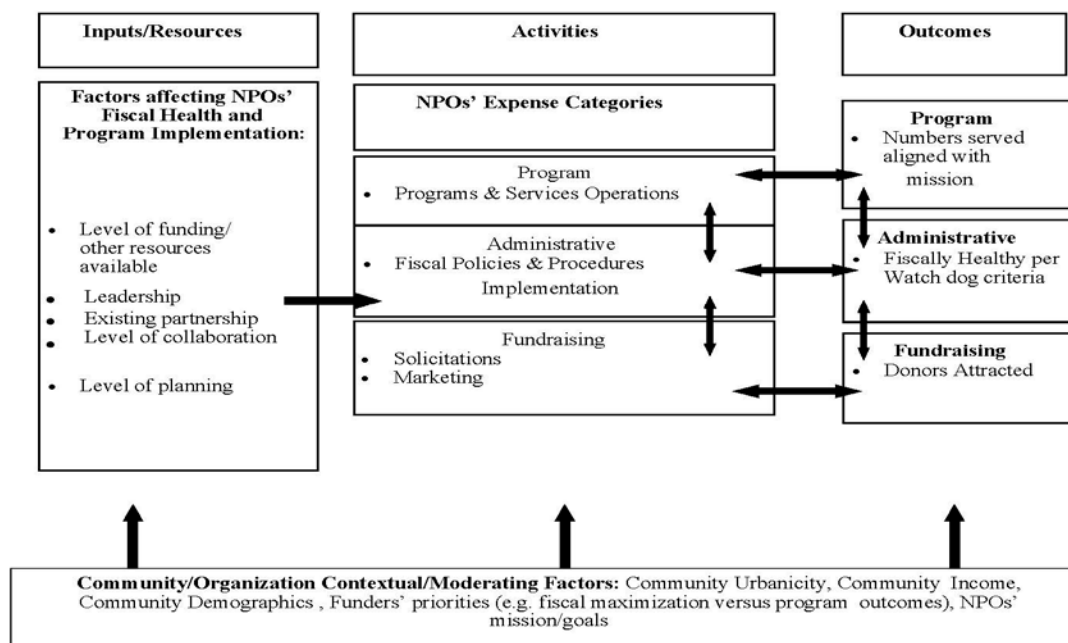 Inputs/Resources
Factors affecting NPOs'
Fiscal Health and
Program Implementation:
• Level of funding/
other resources
available
• Leadership
• Existing partnership
• Level of collaboration
• Level of planning
Activities
NPOs' Expense Categories
Program
• Programs & Services Operations
Administrative
• Fiscal Policies & Procedures
Implementation
Fundraising
• Solicitations
• Marketing
Outcomes
Program
• Numbers served
aligned with
mission
Administrative
• Fiscally Healthy per
Watch dog criteria
Fundraising
• Donors Attracted
Community/Organization Contextual/Moderating Factors: Community Urbanicity, Community Income,
Community Demographics , Funders' priorities (e.g. fiscal maximization versus program outcomes), NPOs'
mission/goals